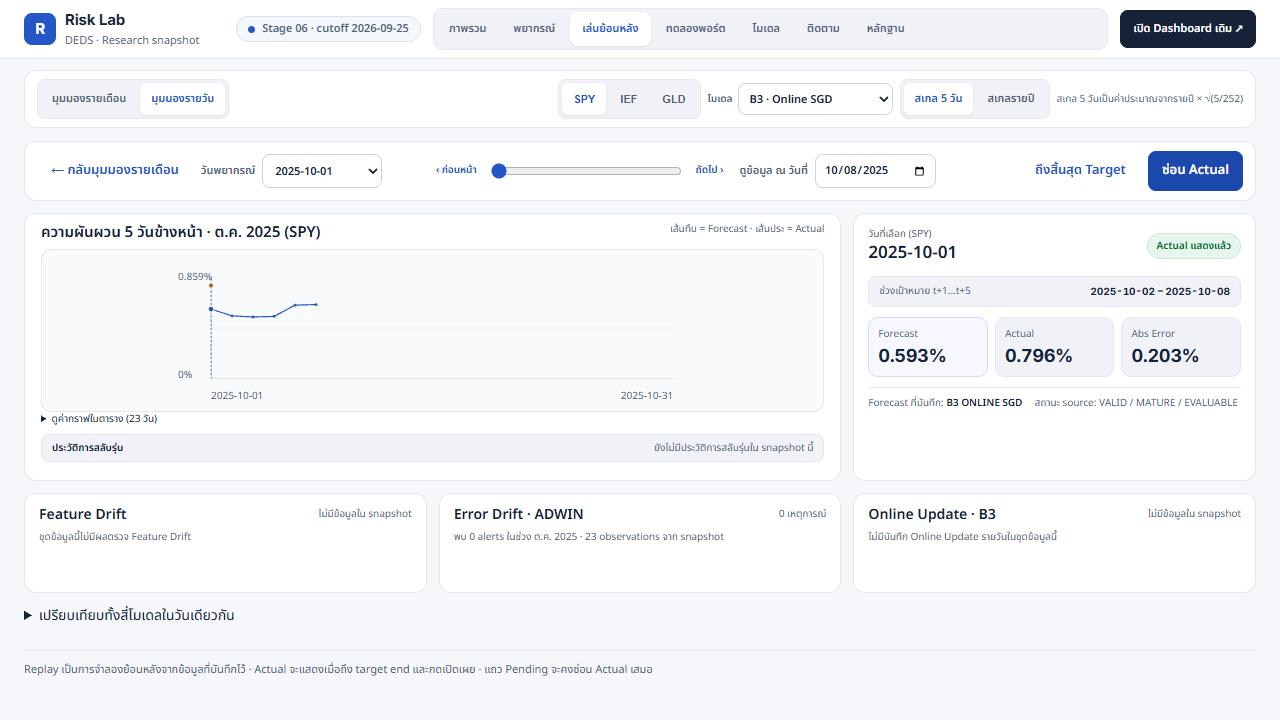 R
Risk Lab
DEDS · Research snapshot
Stage 06 · cutoff 2026-09-25
ภาพรวม
พยากรณ์
เล่นย้อนหลัง
ทดลองพอร์ต
โมเดล
ติดตาม
หลักฐาน
เปิด Dashboard เดิม ↗
มุมมองรายเดือน
มุมมองรายวัน
SPY
IEF
GLD
โมเดล
B3 · Online SGD
สเกล 5 วัน
สเกลรายปี
สเกล 5 วันเป็นค่าประมาณจากรายปี × √(5/252)
← กลับมุมมองรายเดือน
วันพยากรณ์
2025-10-01
‹ ก่อนหน้า
ถัดไป ›
ดูข้อมูล ณ วันที่
10/08/2025
ถึงสิ้นสุด Target
ซ่อน Actual
ความผันผวน 5 วันข้างหน้า · ต.ค. 2025 (SPY)
เส้นทึบ = Forecast · เส้นประ = Actual
0.859%
0%
2025-10-01
2025-10-31
▶ ดูค่ากราฟในตาราง (23 วัน)
ประวัติการสลับรุ่น
ยังไม่มีประวัติการสลับรุ่นใน snapshot นี้
วันที่เลือก (SPY)
2025-10-01
Actual แสดงแล้ว
ช่วงเป้าหมาย t+1…t+5
2025-10-02 – 2025-10-08
Forecast
0.593%
Actual
0.796%
Abs Error
0.203%
Forecast ที่บันทึก: B3 ONLINE SGD
สถานะ source: VALID / MATURE / EVALUABLE
Feature Drift
ไม่มีข้อมูลใน snapshot
ชุดข้อมูลนี้ไม่มีผลตรวจ Feature Drift
Error Drift · ADWIN
0 เหตุการณ์
พบ 0 alerts ในช่วง ต.ค. 2025 · 23 observations จาก snapshot
Online Update · B3
ไม่มีข้อมูลใน snapshot
ไม่มีบันทึก Online Update รายวันในชุดข้อมูลนี้
▶ เปรียบเทียบทั้งสี่โมเดลในวันเดียวกัน
Replay เป็นการจำลองย้อนหลังจากข้อมูลที่บันทึกไว้ · Actual จะแสดงเมื่อถึง target end และกดเปิดเผย · แถว Pending จะคงซ่อน Actual เสมอ